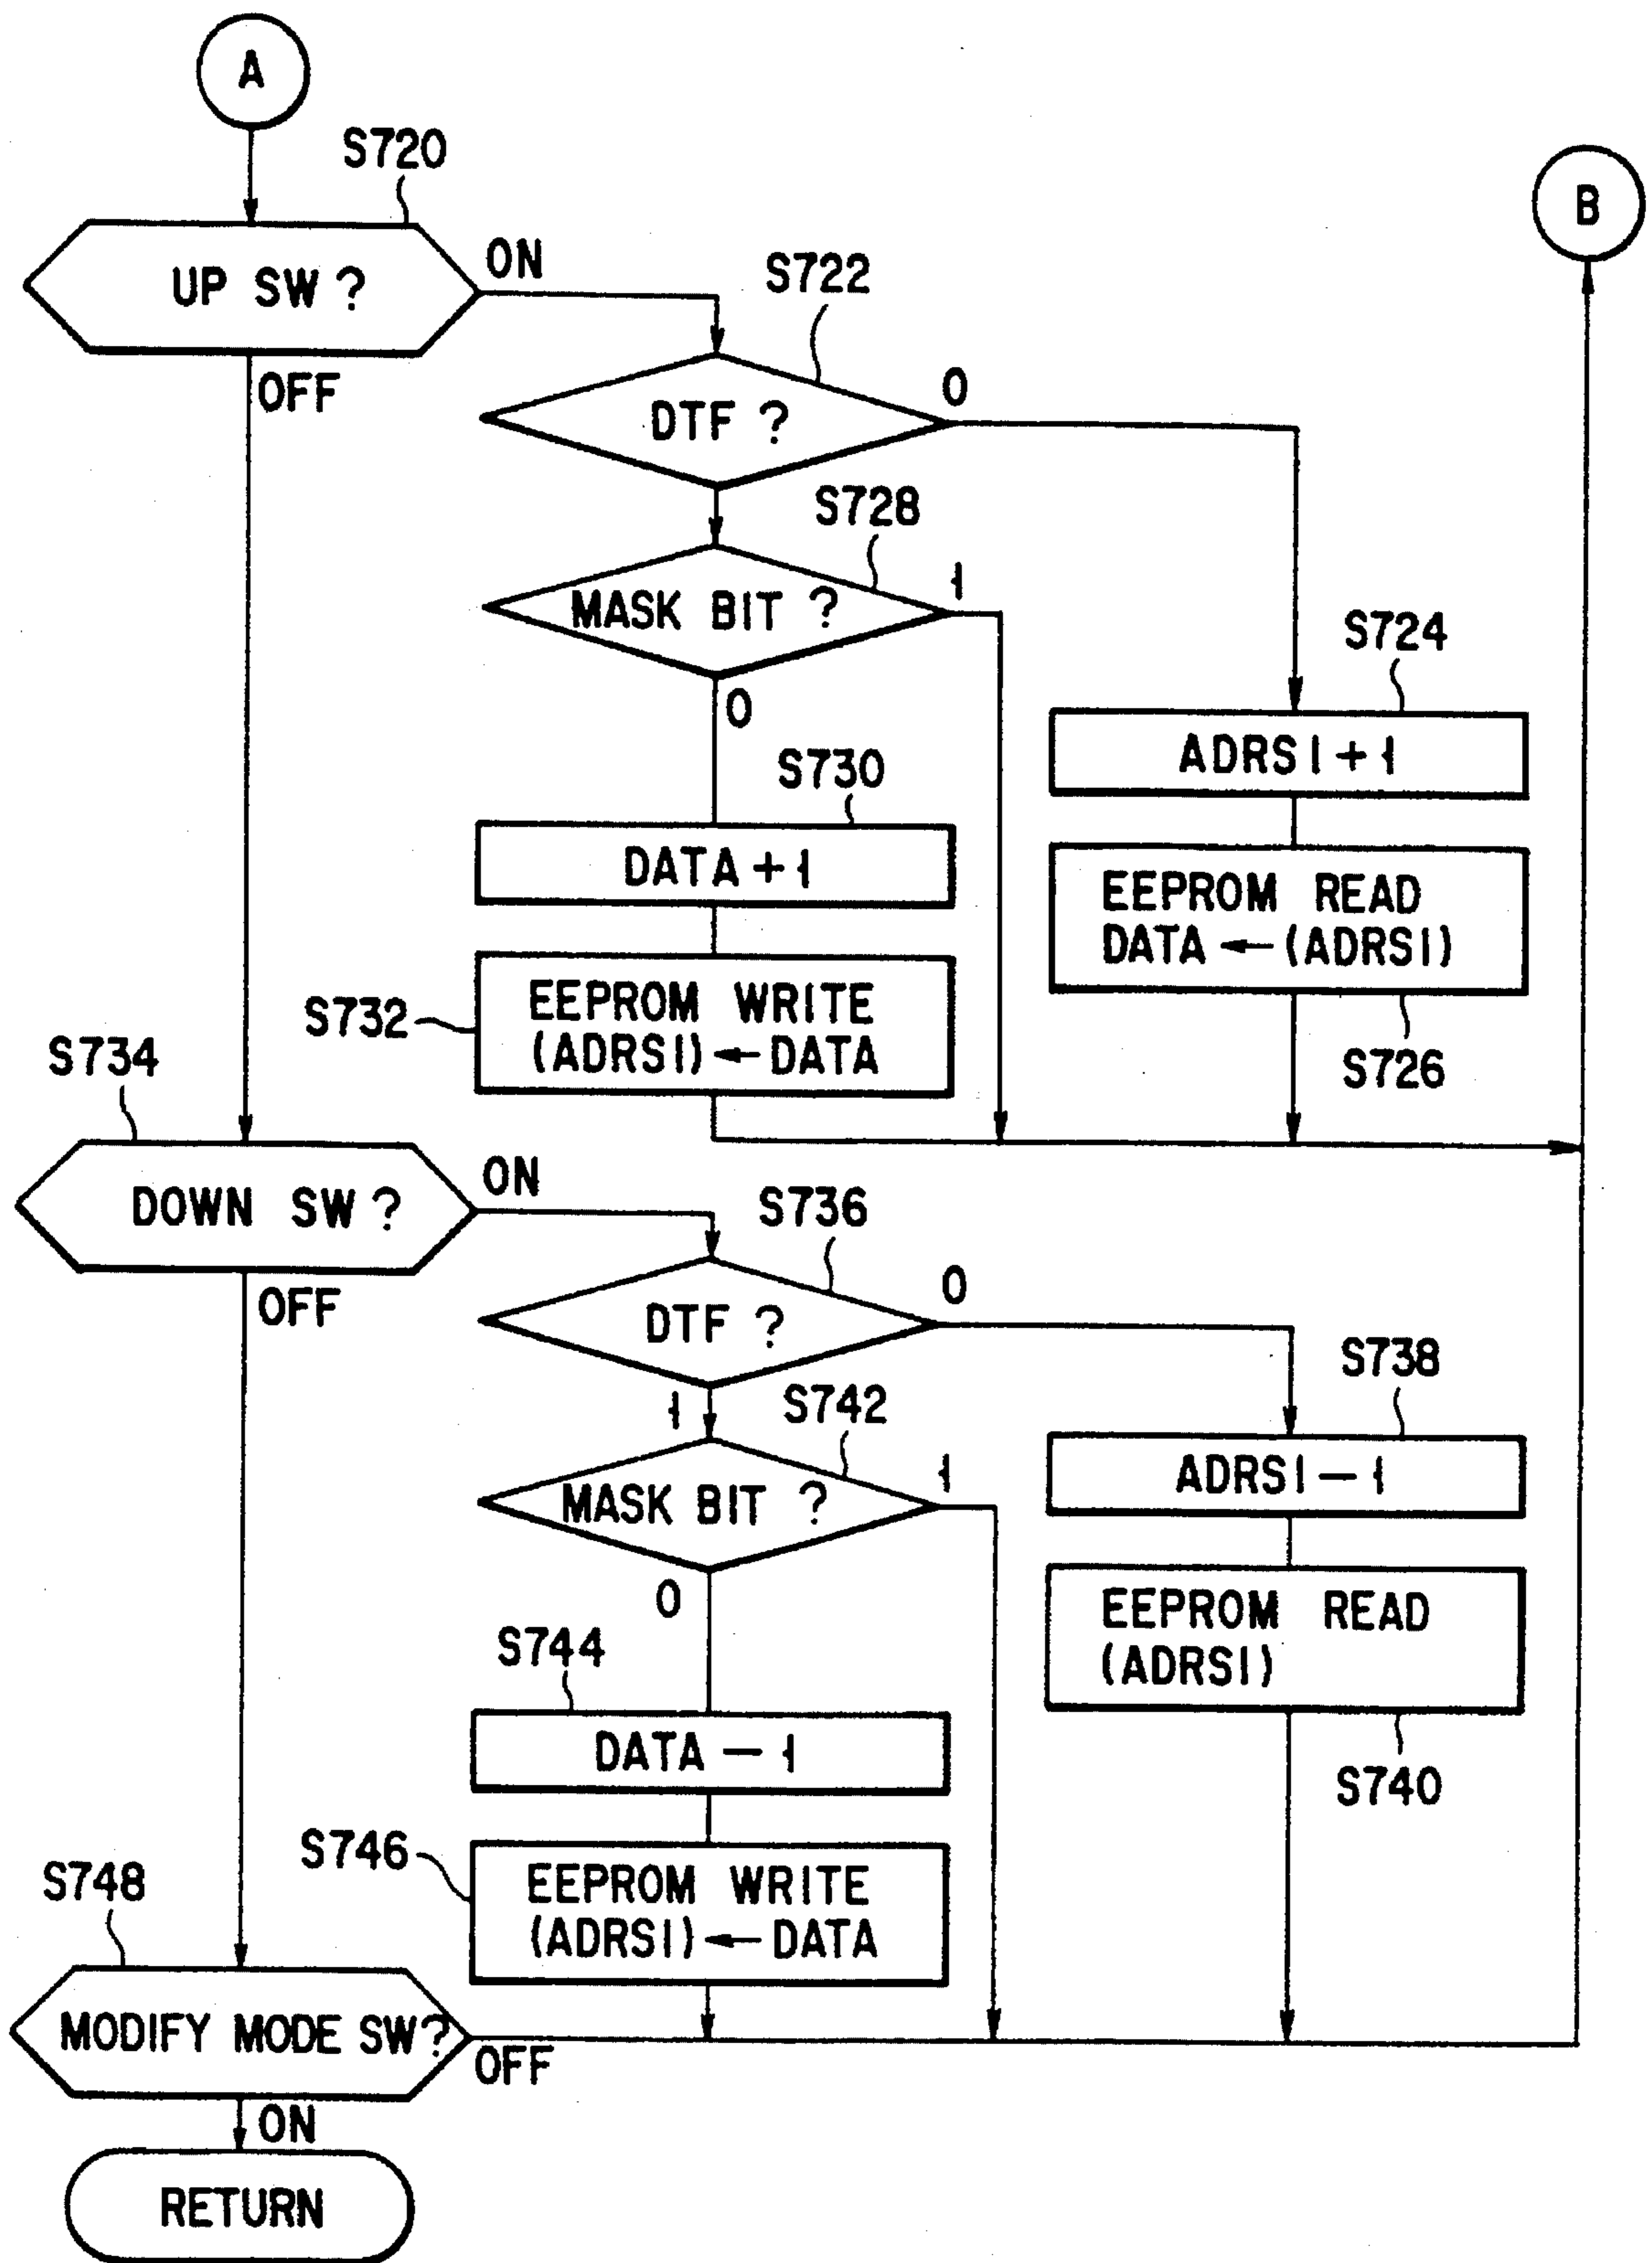 A
S720
B
UP SW ?
ON
S722
OFF
DTF ?
0
S728
MASK BIT ?
1
S724
0
ADRS1+1
S730
DATA+1
EEPROM READ
DATA ← (ADRS1)
S732
EEPROM WRITE
(ADRS1) ← DATA
S726
S734
DOWN SW ?
ON
S736
OFF
DTF ?
0
S738
1
S742
MASK BIT ?
1
ADRS1−1
0
EEPROM READ
(ADRS1)
S744
DATA − 1
S740
S746
EEPROM WRITE
(ADRS1) ← DATA
S748
MODIFY MODE SW?
OFF
ON
RETURN